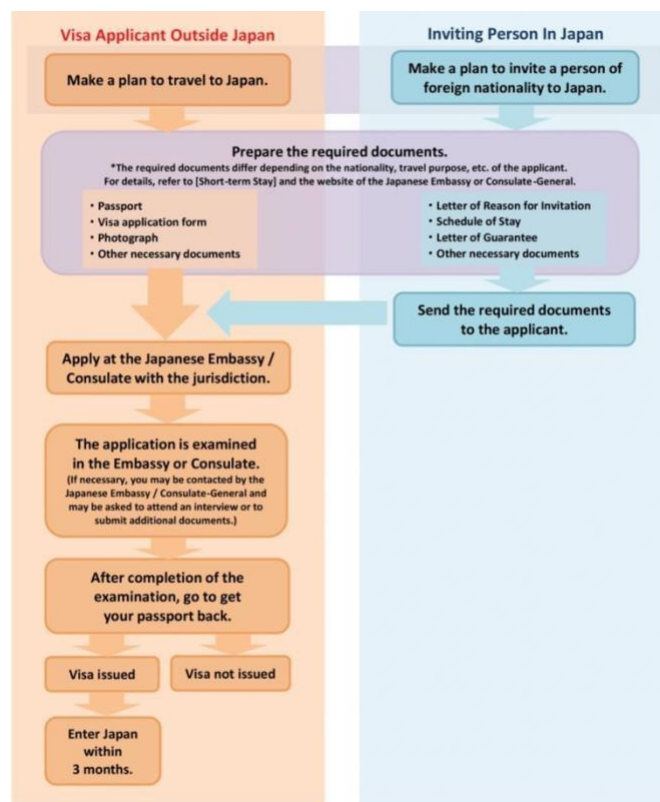 Visa Applicant Outside Japan
Inviting Person In Japan
Make a plan to travel to Japan.
Make a plan to invite a person of
foreign nationality to Japan.
Prepare the required documents.
*The required documents differ depending on the nationality, travel purpose, etc. of the applicant.
For details, refer to [Short-term Stay] and the website of the Japanese Embassy or Consulate-General.
• Passport
• Visa application form
• Photograph
• Other necessary documents
• Letter of Reason for Invitation
• Schedule of Stay
• Letter of Guarantee
• Other necessary documents
Send the required documents
to the applicant.
Apply at the Japanese Embassy /
Consulate with the jurisdiction.
The application is examined
in the Embassy or Consulate.
(If necessary, you may be contacted by the
Japanese Embassy / Consulate-General and
may be asked to attend an interview or to
submit additional documents.)
After completion of the
examination, go to get
your passport back.
Visa issued
Visa not issued
Enter Japan
within
3 months.